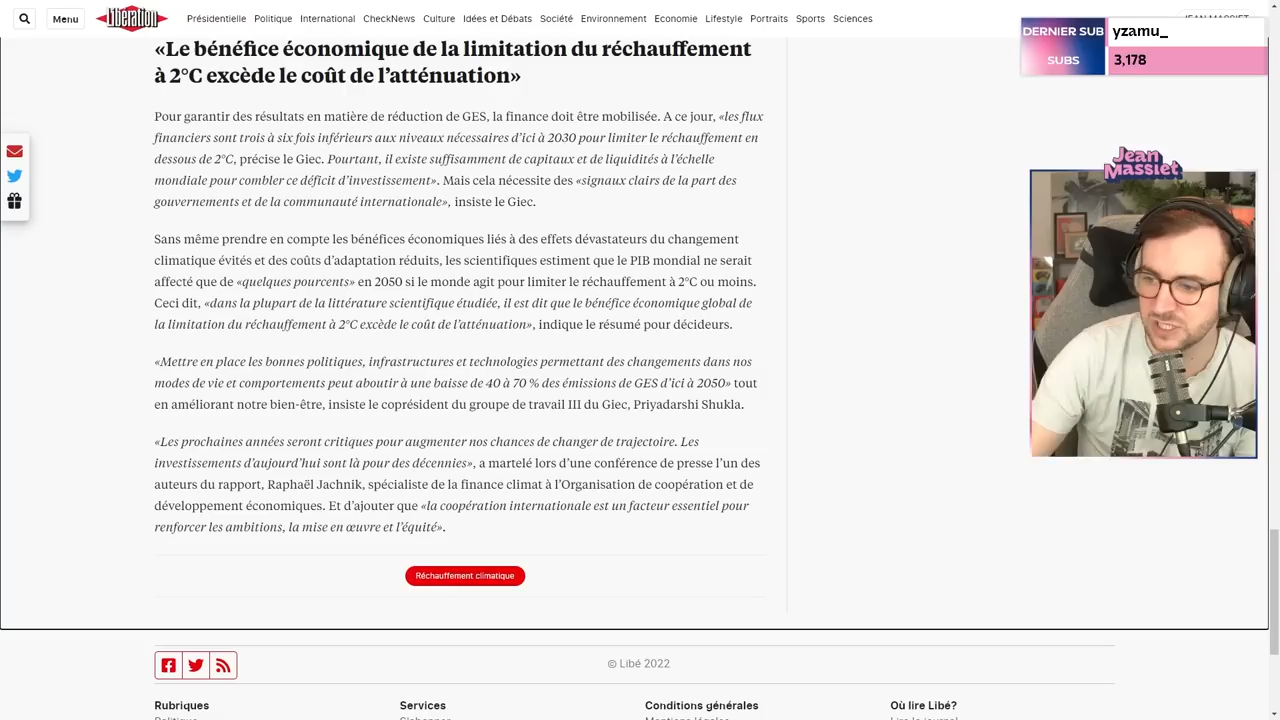 Menu
Libération
Présidentielle Politique International CheckNews Culture Idées et Débats Société Environnement Economie Lifestyle Portraits Sports Sciences
JEAN MASSIET
DERNIER SUB yzamu_
SUBS 3,178
Jean
Massiet
«Le bénéfice économique de la limitation du réchauffement
à 2°C excède le coût de l’atténuation»
Pour garantir des résultats en matière de réduction de GES, la finance doit être mobilisée. A ce jour, «les flux
financiers sont trois à six fois inférieurs aux niveaux nécessaires d’ici à 2030 pour limiter le réchauffement en
dessous de 2°C, précise le Giec. Pourtant, il existe suffisamment de capitaux et de liquidités à l’échelle
mondiale pour combler ce déficit d’investissement». Mais cela nécessite des «signaux clairs de la part des
gouvernements et de la communauté internationale», insiste le Giec.
Sans même prendre en compte les bénéfices économiques liés à des effets dévastateurs du changement
climatique évités et des coûts d’adaptation réduits, les scientifiques estiment que le PIB mondial ne serait
affecté que de «quelques pourcents» en 2050 si le monde agit pour limiter le réchauffement à 2°C ou moins.
Ceci dit, «dans la plupart de la littérature scientifique étudiée, il est dit que le bénéfice économique global de
la limitation du réchauffement à 2°C excède le coût de l’atténuation», indique le résumé pour décideurs.
«Mettre en place les bonnes politiques, infrastructures et technologies permettant des changements dans nos
modes de vie et comportements peut aboutir à une baisse de 40 à 70 % des émissions de GES d’ici à 2050» tout
en améliorant notre bien-être, insiste le coprésident du groupe de travail III du Giec, Priyadarshi Shukla.
«Les prochaines années seront critiques pour augmenter nos chances de changer de trajectoire. Les
investissements d’aujourd’hui sont là pour des décennies», a martelé lors d’une conférence de presse l’un des
auteurs du rapport, Raphaël Jachnik, spécialiste de la finance climat à l’Organisation de coopération et de
développement économiques. Et d’ajouter que «la coopération internationale est un facteur essentiel pour
renforcer les ambitions, la mise en œuvre et l’équité».
Réchauffement climatique
© Libé 2022
Rubriques Services Conditions générales Où lire Libé?